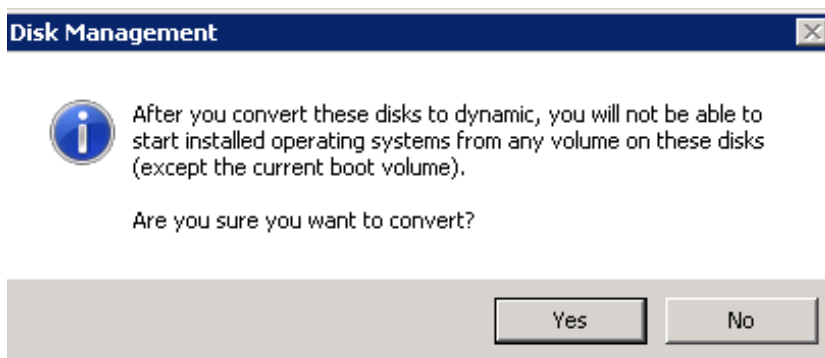 Disk Management
After you convert these disks to dynamic, you will not be able to
start installed operating systems from any volume on these disks
(except the current boot volume).
Are you sure you want to convert?
Yes
No